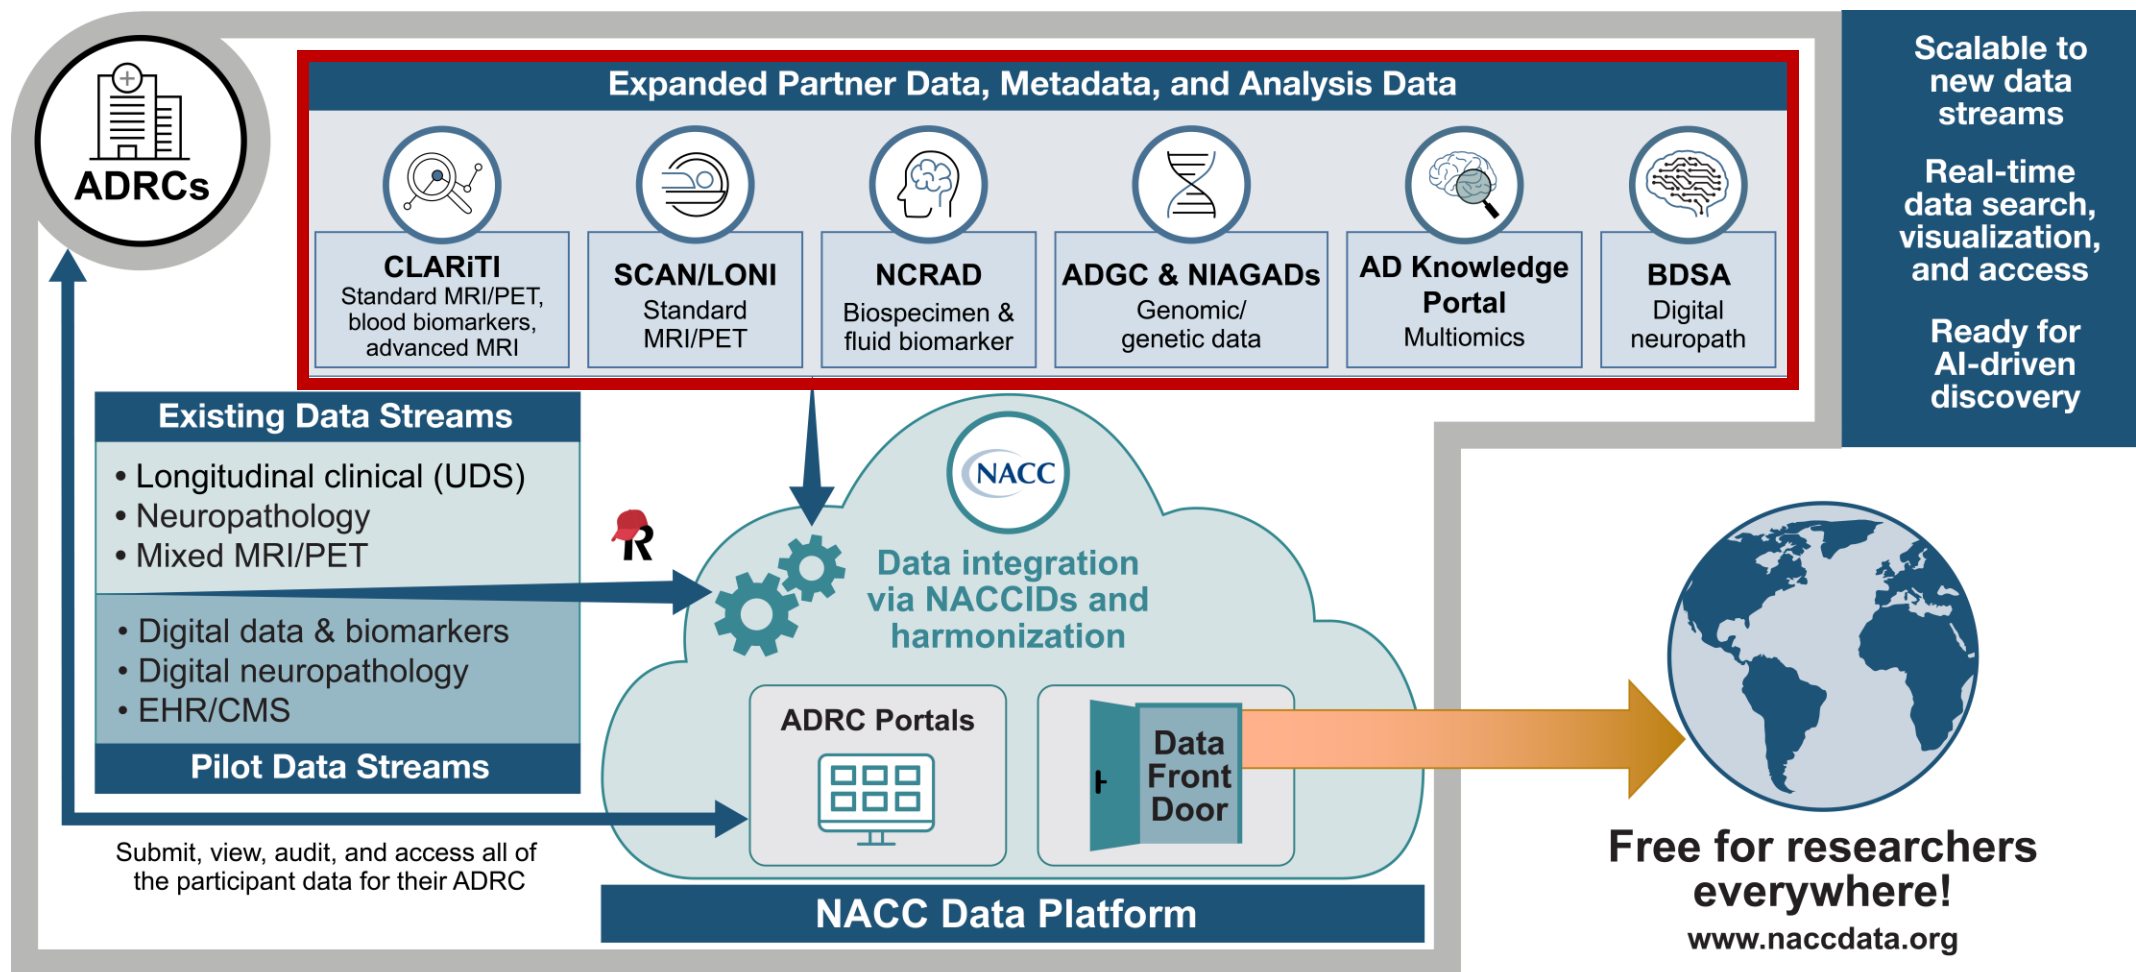 ADRCs
Expanded Partner Data, Metadata, and Analysis Data
CLARiTI
Standard MRI/PET,
blood biomarkers,
advanced MRI
SCAN/LONI
Standard
MRI/PET
NCRAD
Biospecimen &
fluid biomarker
ADGC & NIAGADs
Genomic/
genetic data
AD Knowledge
Portal
Multiomics
BDSA
Digital
neuropath
Scalable to
new data
streams
Real-time
data search,
visualization,
and access
Ready for
AI-driven
discovery
Existing Data Streams
• Longitudinal clinical (UDS)
• Neuropathology
• Mixed MRI/PET
• Digital data & biomarkers
• Digital neuropathology
• EHR/CMS
Pilot Data Streams
R
NACC
Data integration
via NACCIDs and
harmonization
ADRC Portals
Data
Front
Door
Submit, view, audit, and access all of
the participant data for their ADRC
NACC Data Platform
Free for researchers
everywhere!
www.naccdata.org